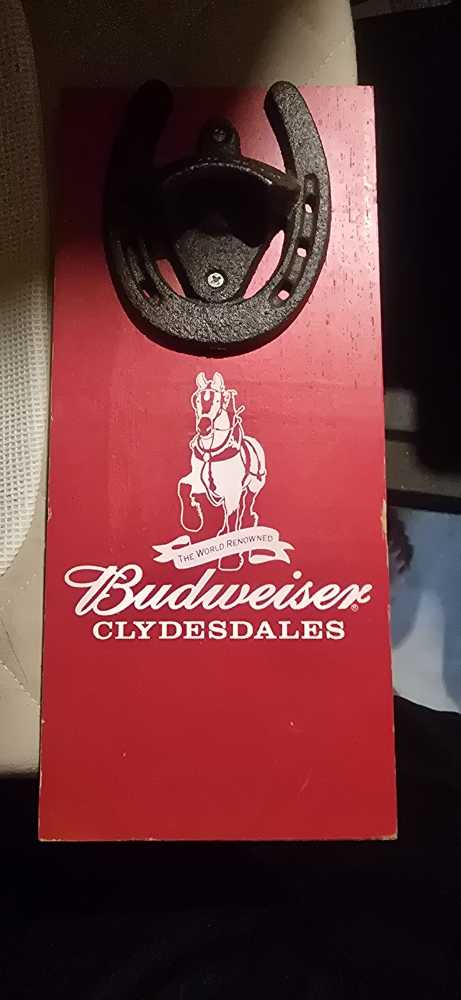 THE WORLD RENOWNED
Budweiser®
CLYDESDALES